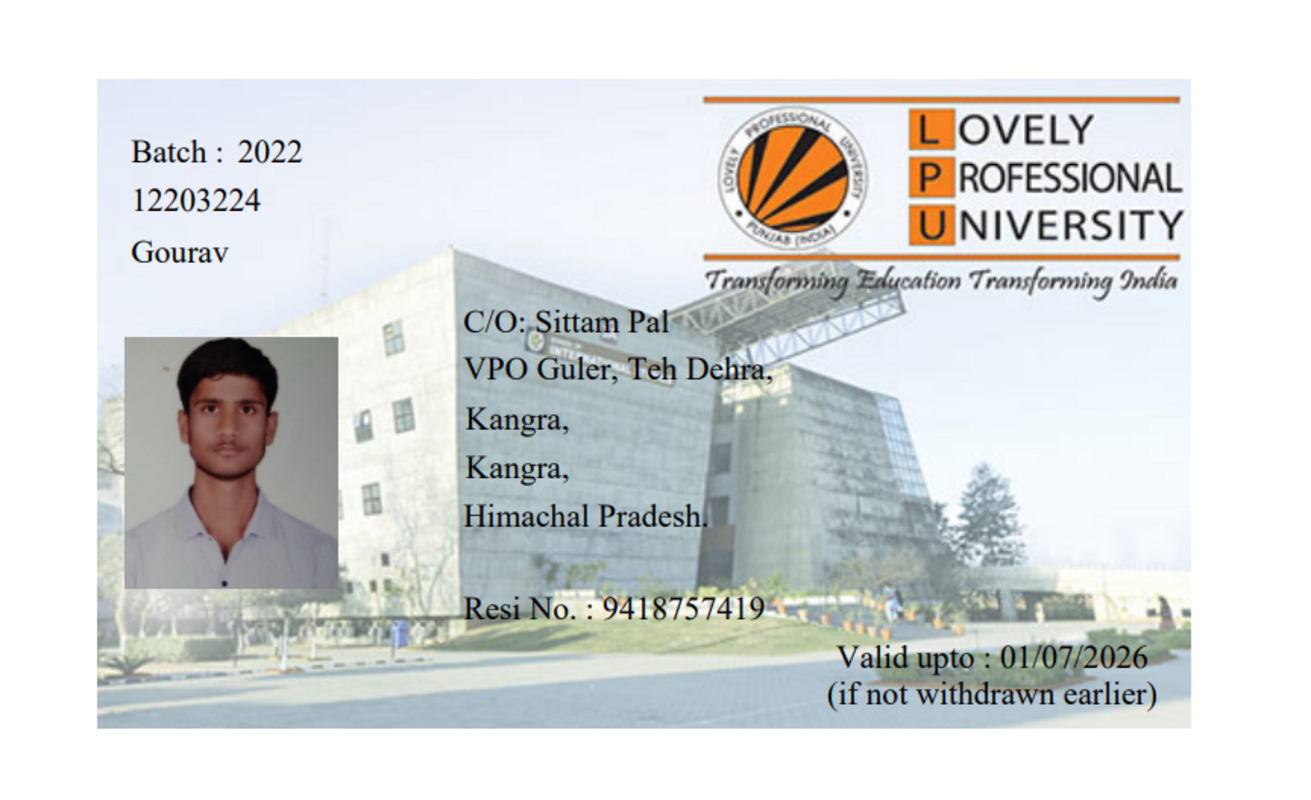 Batch : 2022
12203224
Gourav
LOVELY PROFESSIONAL UNIVERSITY
PUNJAB (INDIA)
LOVELY
PROFESSIONAL
UNIVERSITY
Transforming Education Transforming India
C/O: Sittam Pal
VPO Guler, Teh Dehra,
Kangra,
Kangra,
Himachal Pradesh.
Resi No. : 9418757419
Valid upto : 01/07/2026
(if not withdrawn earlier)